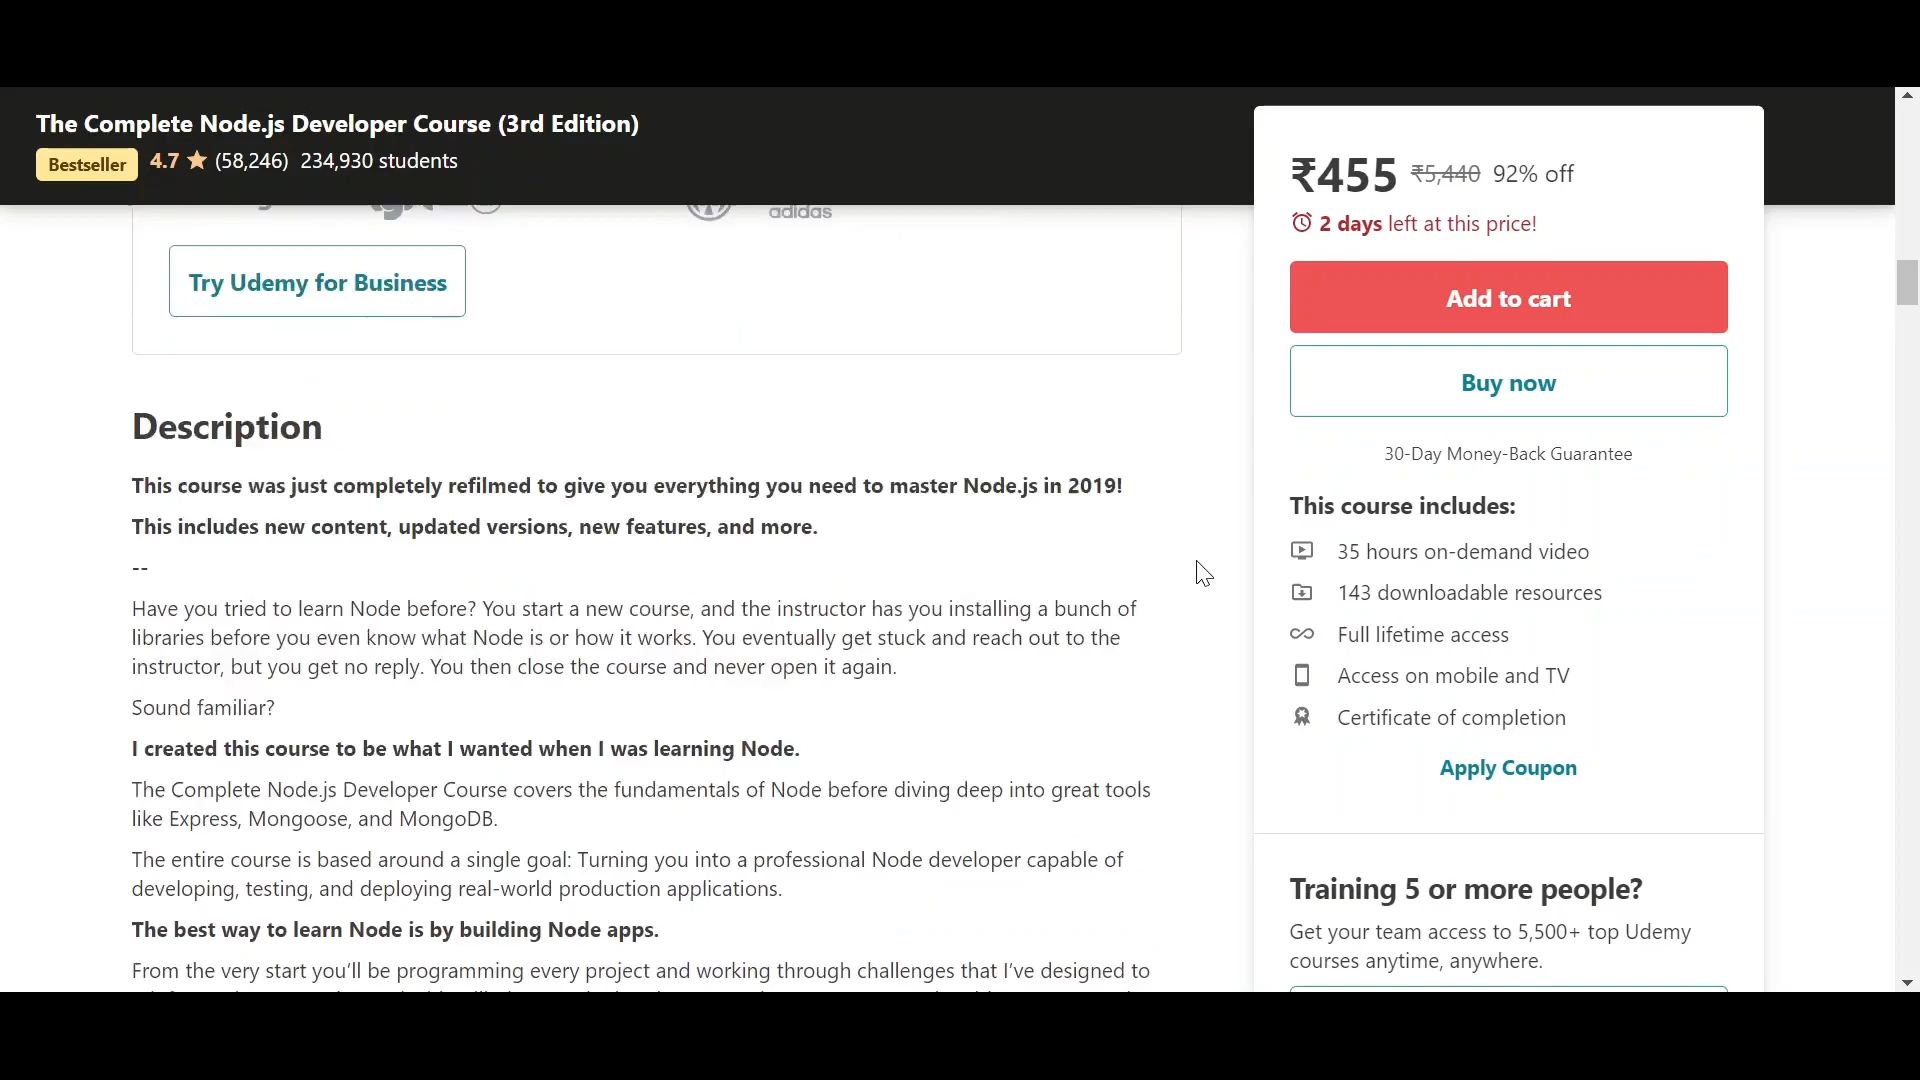 The Complete Node.js Developer Course (3rd Edition)
Bestseller 4.7 (58,246) 234,930 students
adidas
Try Udemy for Business
Description
This course was just completely refilmed to give you everything you need to master Node.js in 2019!
This includes new content, updated versions, new features, and more.
--
Have you tried to learn Node before? You start a new course, and the instructor has you installing a bunch of
libraries before you even know what Node is or how it works. You eventually get stuck and reach out to the
instructor, but you get no reply. You then close the course and never open it again.
Sound familiar?
I created this course to be what I wanted when I was learning Node.
The Complete Node.js Developer Course covers the fundamentals of Node before diving deep into great tools
like Express, Mongoose, and MongoDB.
The entire course is based around a single goal: Turning you into a professional Node developer capable of
developing, testing, and deploying real-world production applications.
The best way to learn Node is by building Node apps.
From the very start you'll be programming every project and working through challenges that I've designed to
₹455 ₹5,440 92% off
2 days left at this price!
Add to cart
Buy now
30-Day Money-Back Guarantee
This course includes:
35 hours on-demand video
143 downloadable resources
Full lifetime access
Access on mobile and TV
Certificate of completion
Apply Coupon
Training 5 or more people?
Get your team access to 5,500+ top Udemy
courses anytime, anywhere.